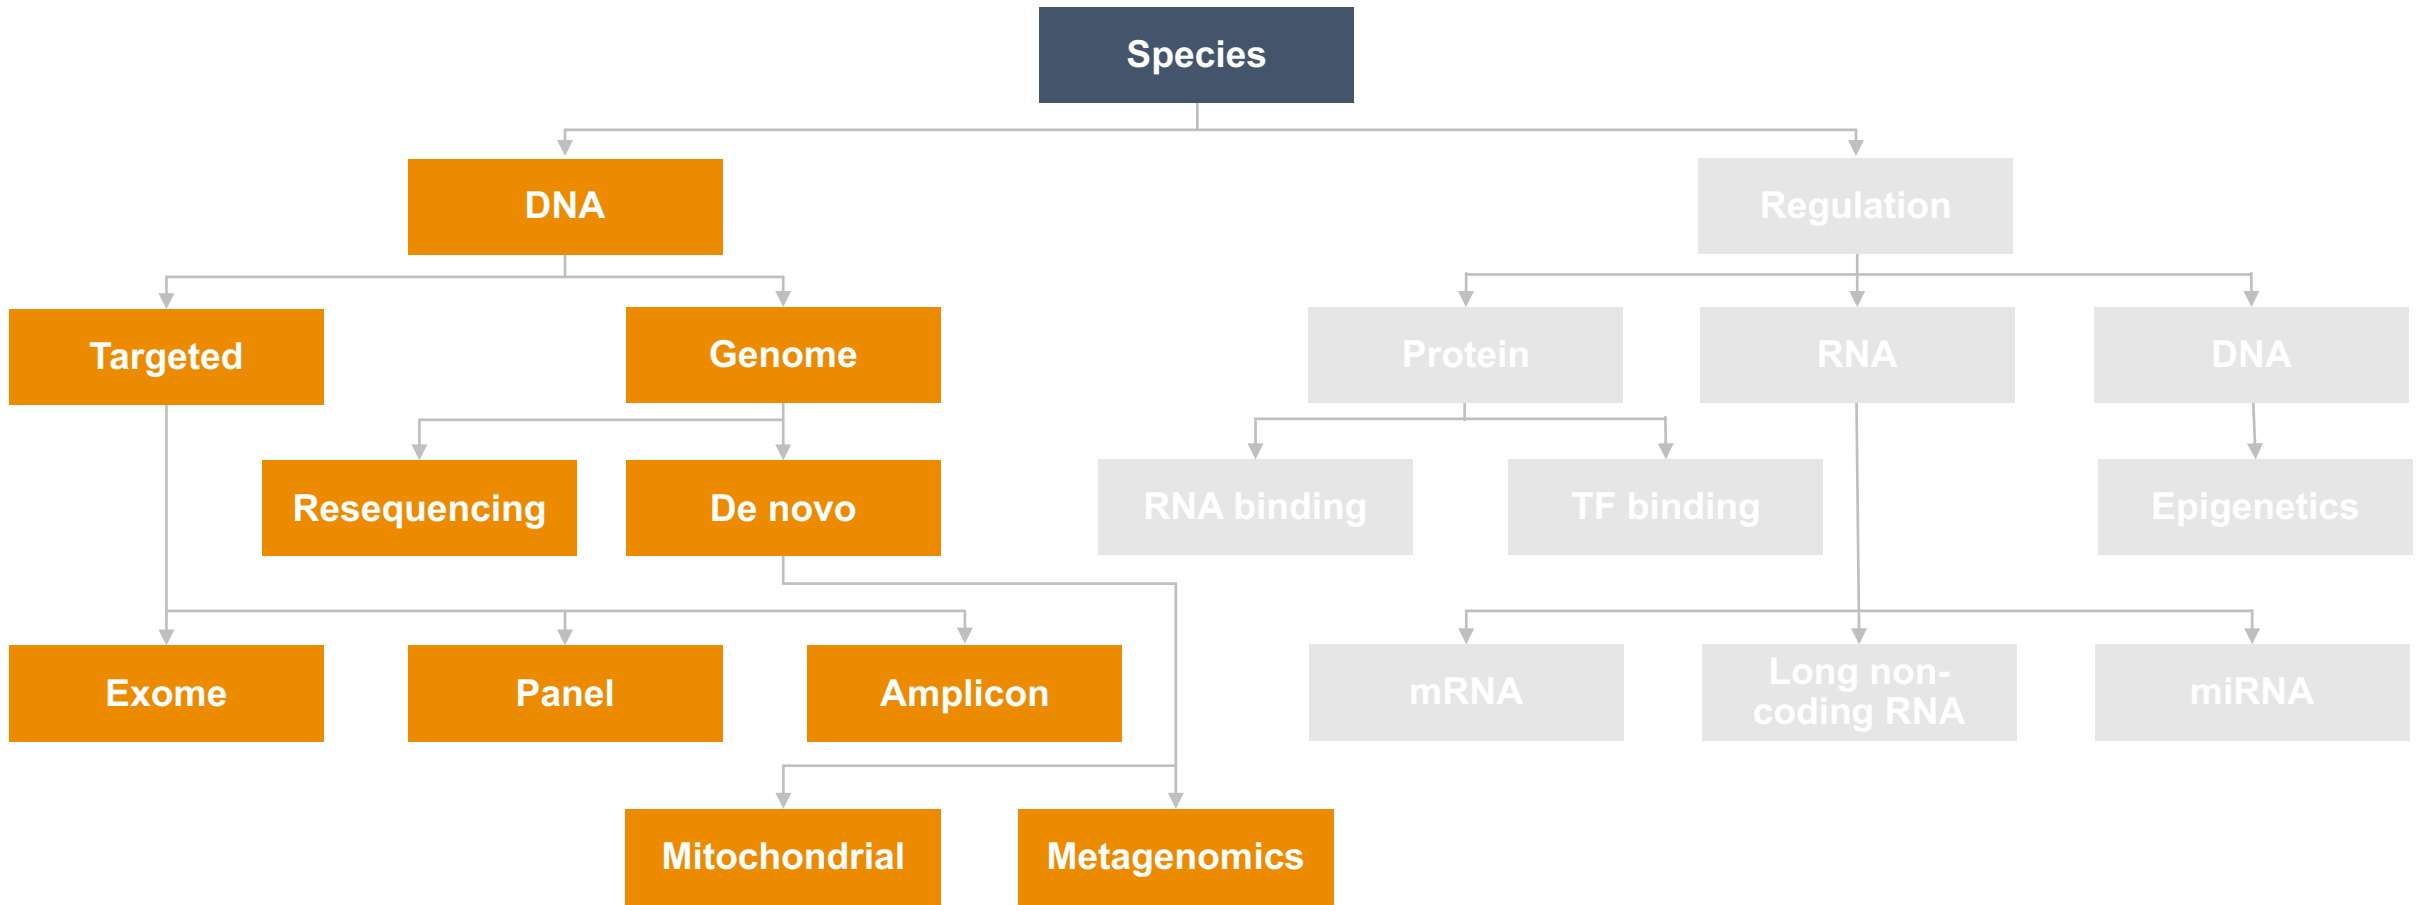 Species
DNA
Regulation
Targeted
Genome
Protein
RNA
DNA
Resequencing
De novo
RNA binding
TF binding
Epigenetics
Exome
Panel
Amplicon
mRNA
Long non-
coding RNA
miRNA
Mitochondrial
Metagenomics